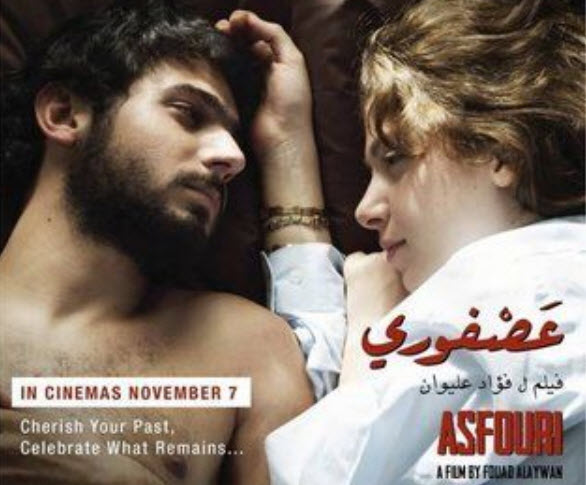 عَصْفوري
فيلم ل فؤاد عليوان
IN CINEMAS NOVEMBER 7
Cherish Your Past,
Celebrate What Remains...
ASFOURI
A FILM BY FOUAD ALAYWAN